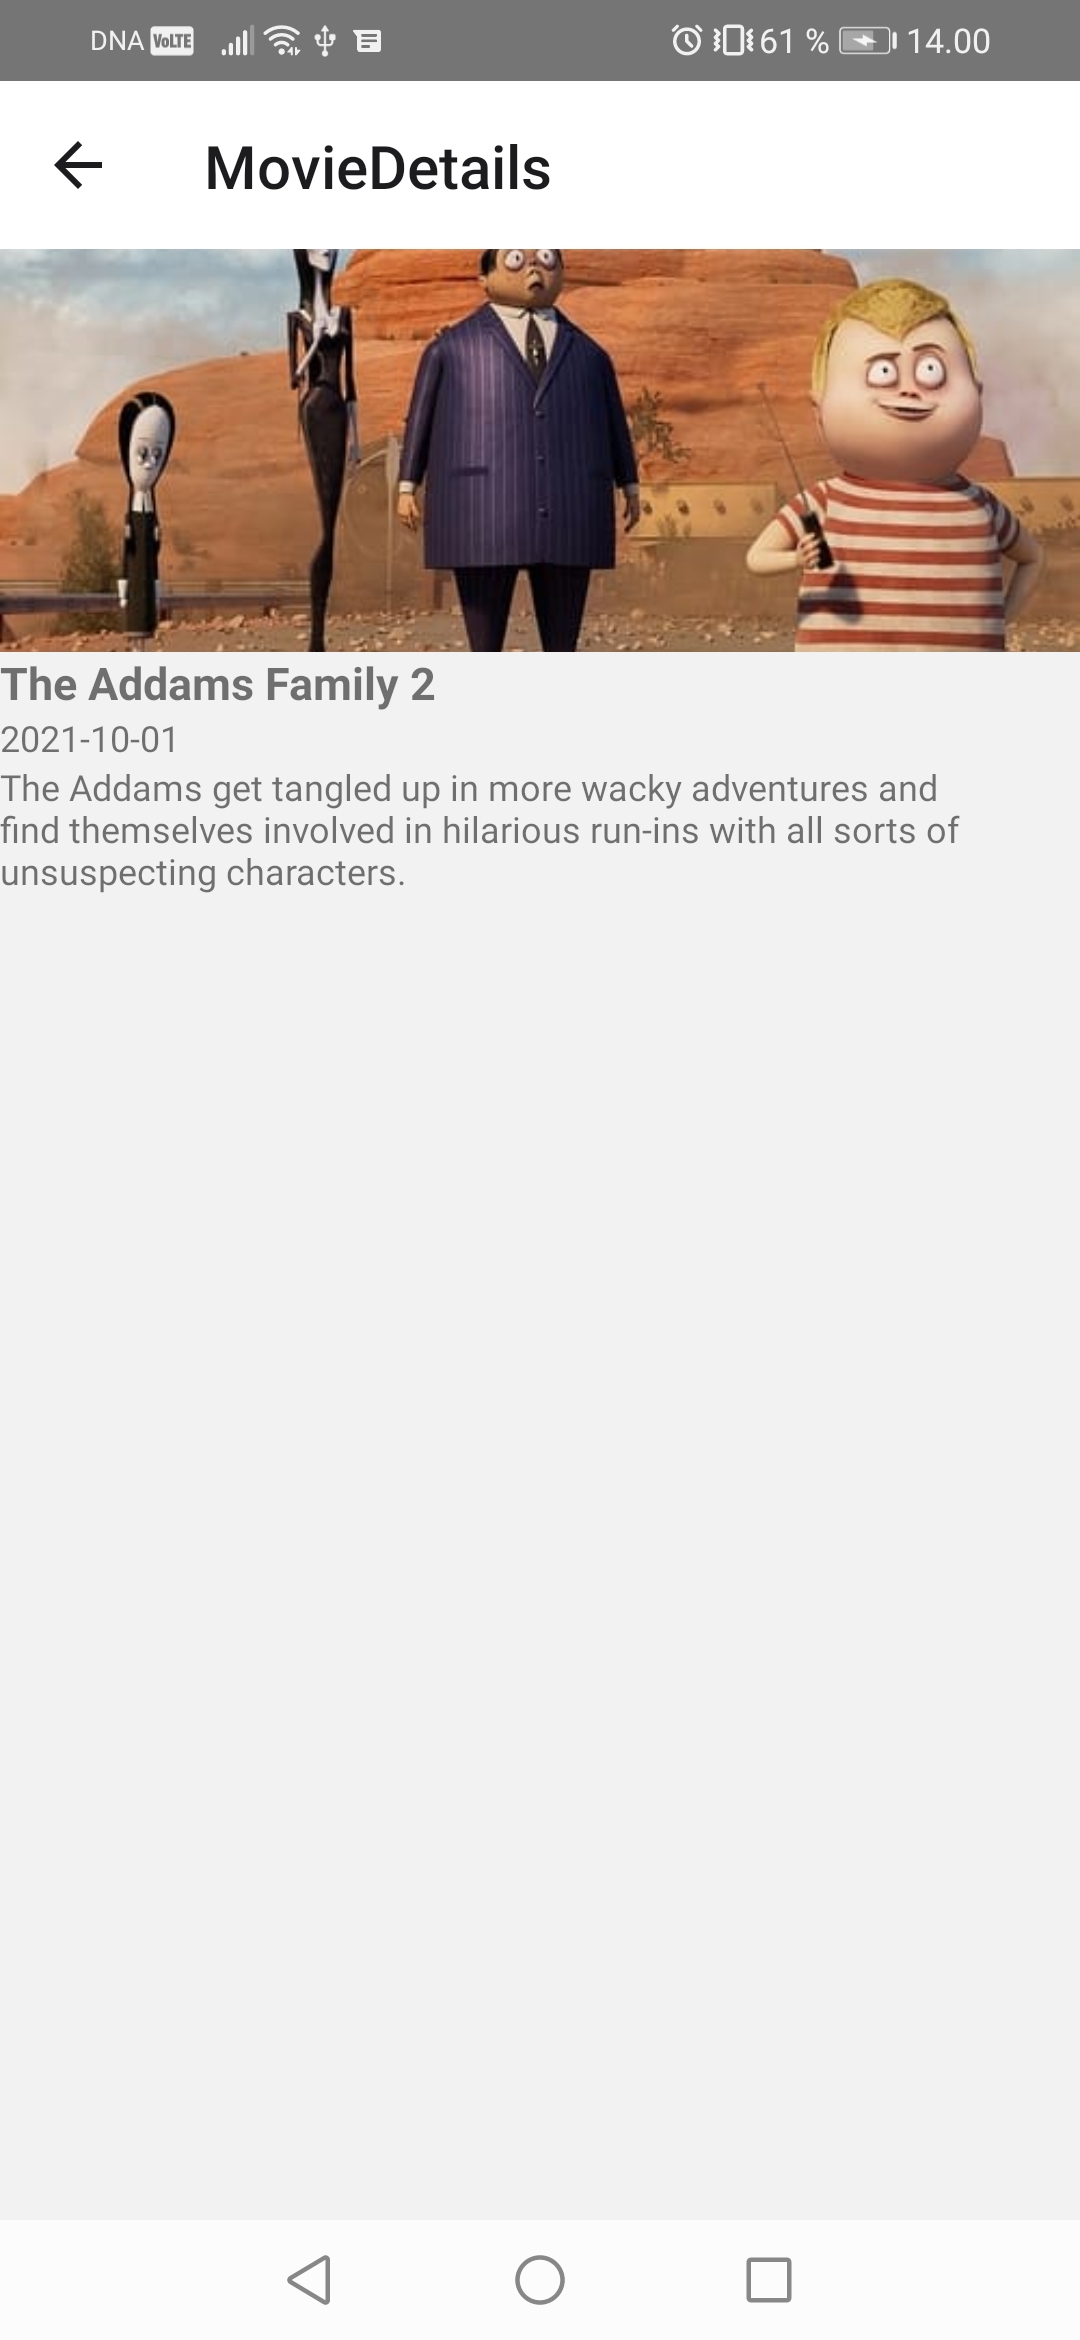 DNA VoLTE 61 % 14.00
MovieDetails
The Addams Family 2
2021-10-01
The Addams get tangled up in more wacky adventures and
find themselves involved in hilarious run-ins with all sorts of
unsuspecting characters.